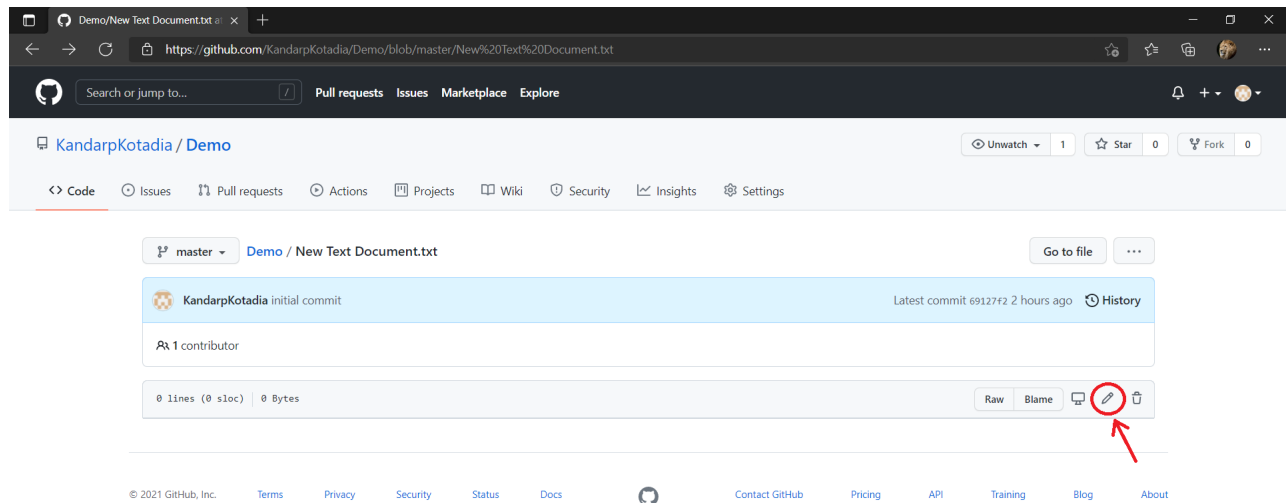 Demo/New Text Document.txt at
https://github.com/KandarpKotadia/Demo/blob/master/New%20Text%20Document.txt
Search or jump to... / Pull requests Issues Marketplace Explore
KandarpKotadia / Demo Unwatch 1 Star 0 Fork 0
<> Code Issues Pull requests Actions Projects Wiki Security Insights Settings
master Demo / New Text Document.txt Go to file ...
KandarpKotadia initial commit Latest commit 69127f2 2 hours ago History
1 contributor
0 lines (0 sloc) 0 Bytes Raw Blame
© 2021 GitHub, Inc. Terms Privacy Security Status Docs Contact GitHub Pricing API Training Blog About